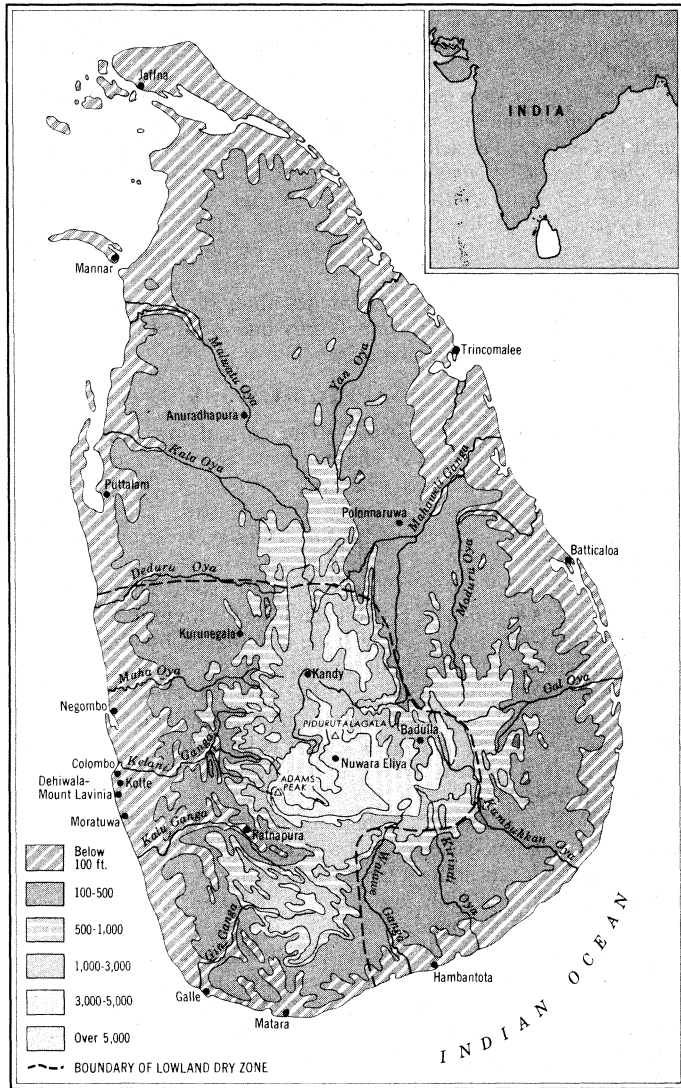 Jaffna
INDIA
Mannar
Trincomalee
Malwatu Oya
Yan Oya
Anuradhapura
Kala Oya
Puttalam
Polonnaruwa
Mahaweli Ganga
Maduru Oya
Batticaloa
Deduru Oya
Kurunegala
Maha Oya
Kandy
Gal Oya
Negombo
PIDURUTALAGALA
Badulla
Nuwara Eliya
Colombo
Kelani Ganga
Kotte
Dehiwala-
Mount Lavinia
ADAMS
PEAK
Moratuwa
Kalu Ganga
Ratnapura
Kumbukkan Oya
Walawe Ganga
Kirindi Oya
Gin Ganga
Hambantota
Galle
Matara
INDIAN OCEAN
Below
100 ft.
100-500
500-1,000
1,000-3,000
3,000-5,000
Over 5,000
BOUNDARY OF LOWLAND DRY ZONE